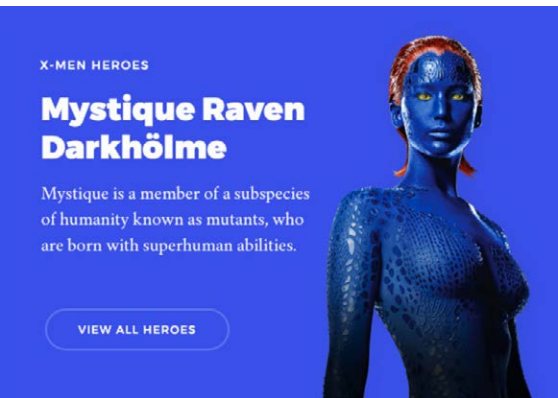 X-MEN HEROES
Mystique Raven
Darkhölme
Mystique is a member of a subspecies
of humanity known as mutants, who
are born with superhuman abilities.
VIEW ALL HEROES